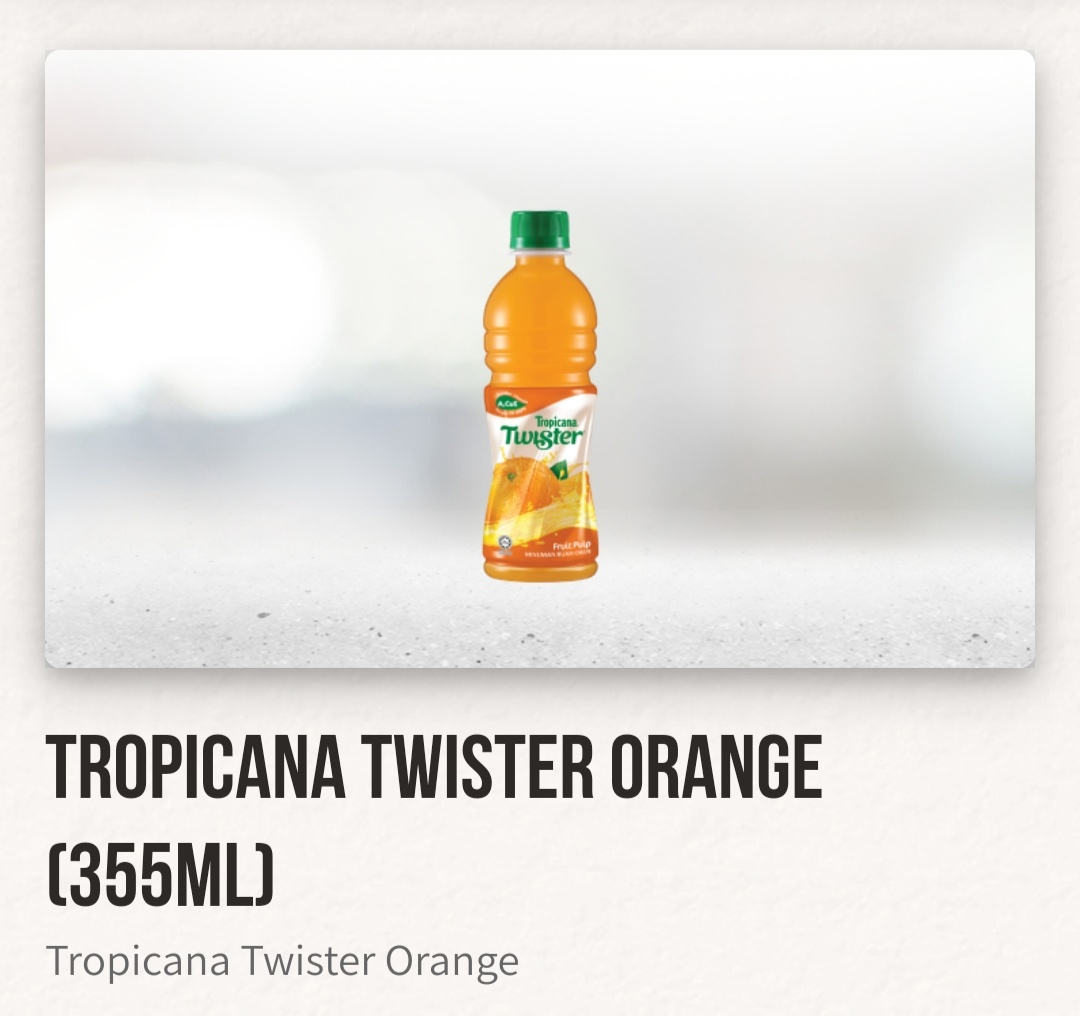 A,C&E
Tropicana
Twister
Fruit Pulp
TROPICANA TWISTER ORANGE
(355ML)
Tropicana Twister Orange